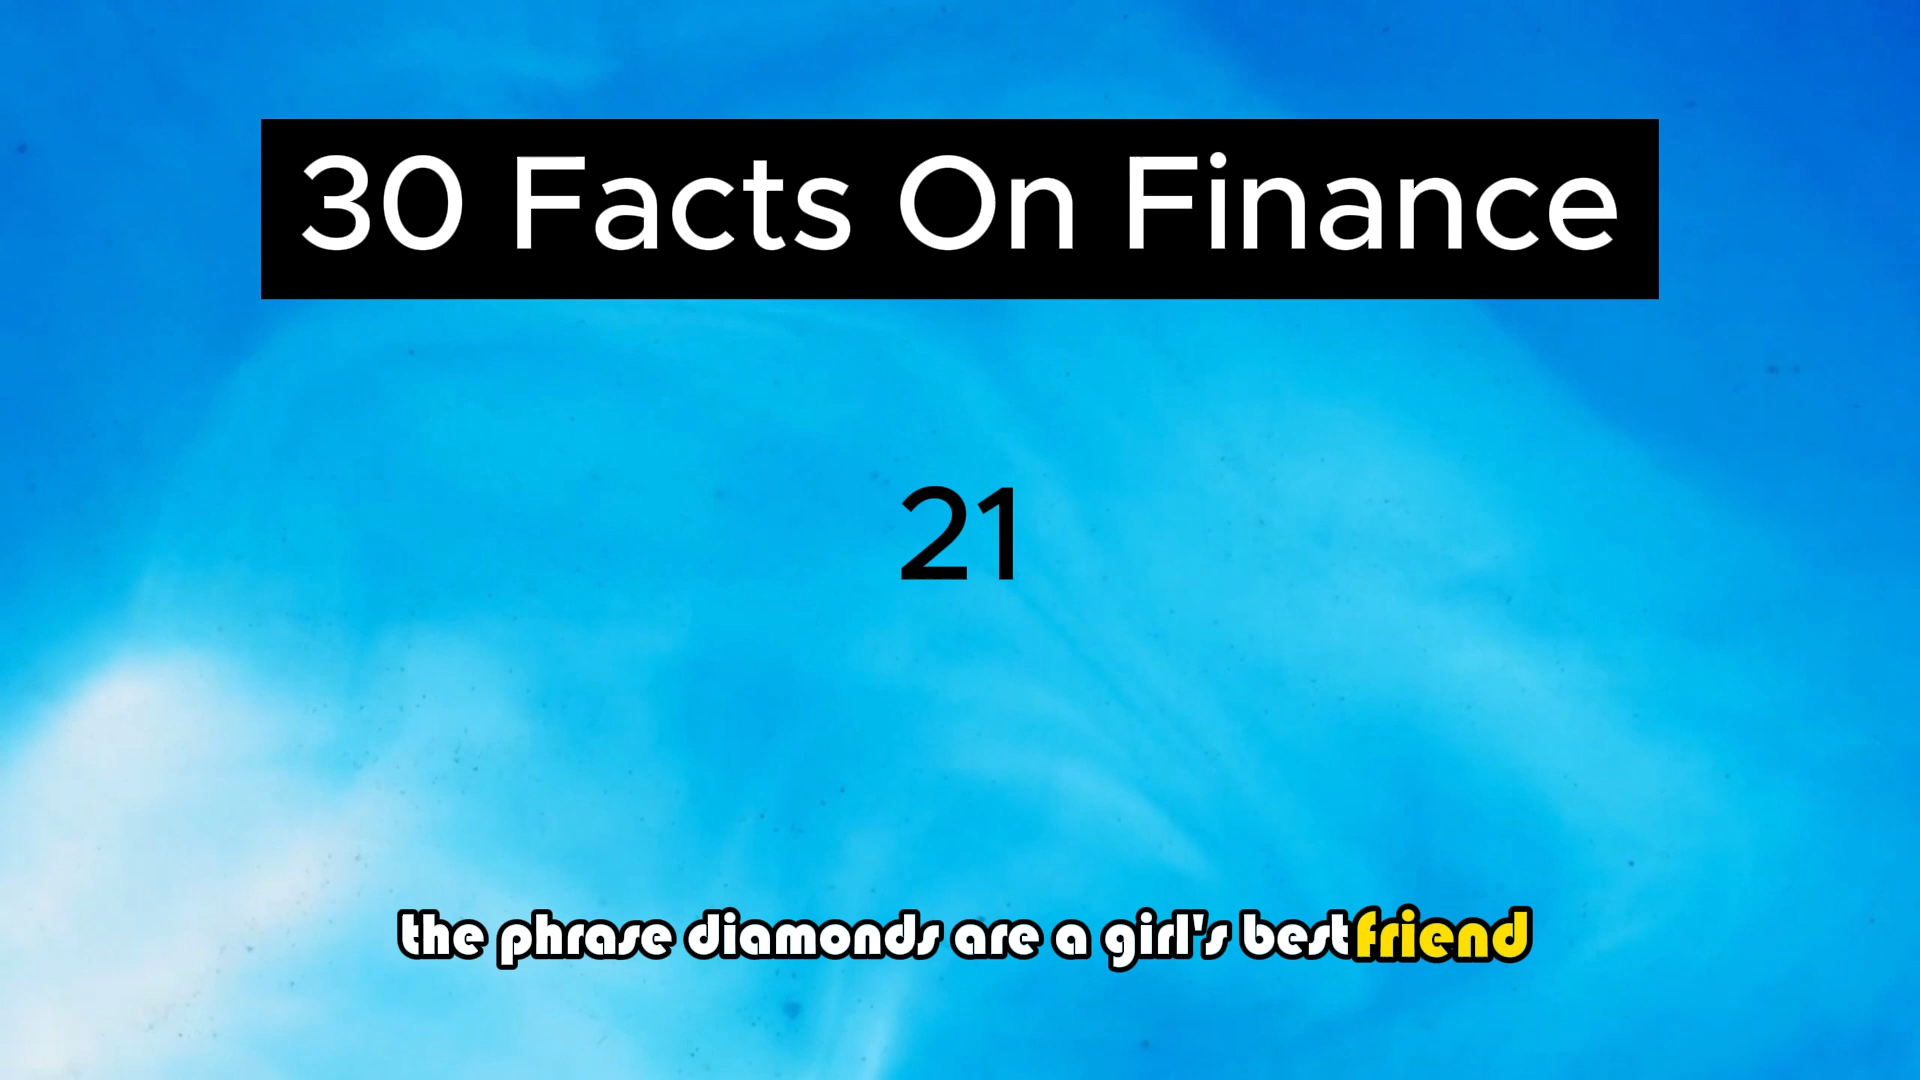 30 Facts On Finance
21
the phrase diamonds are a girl's best friend